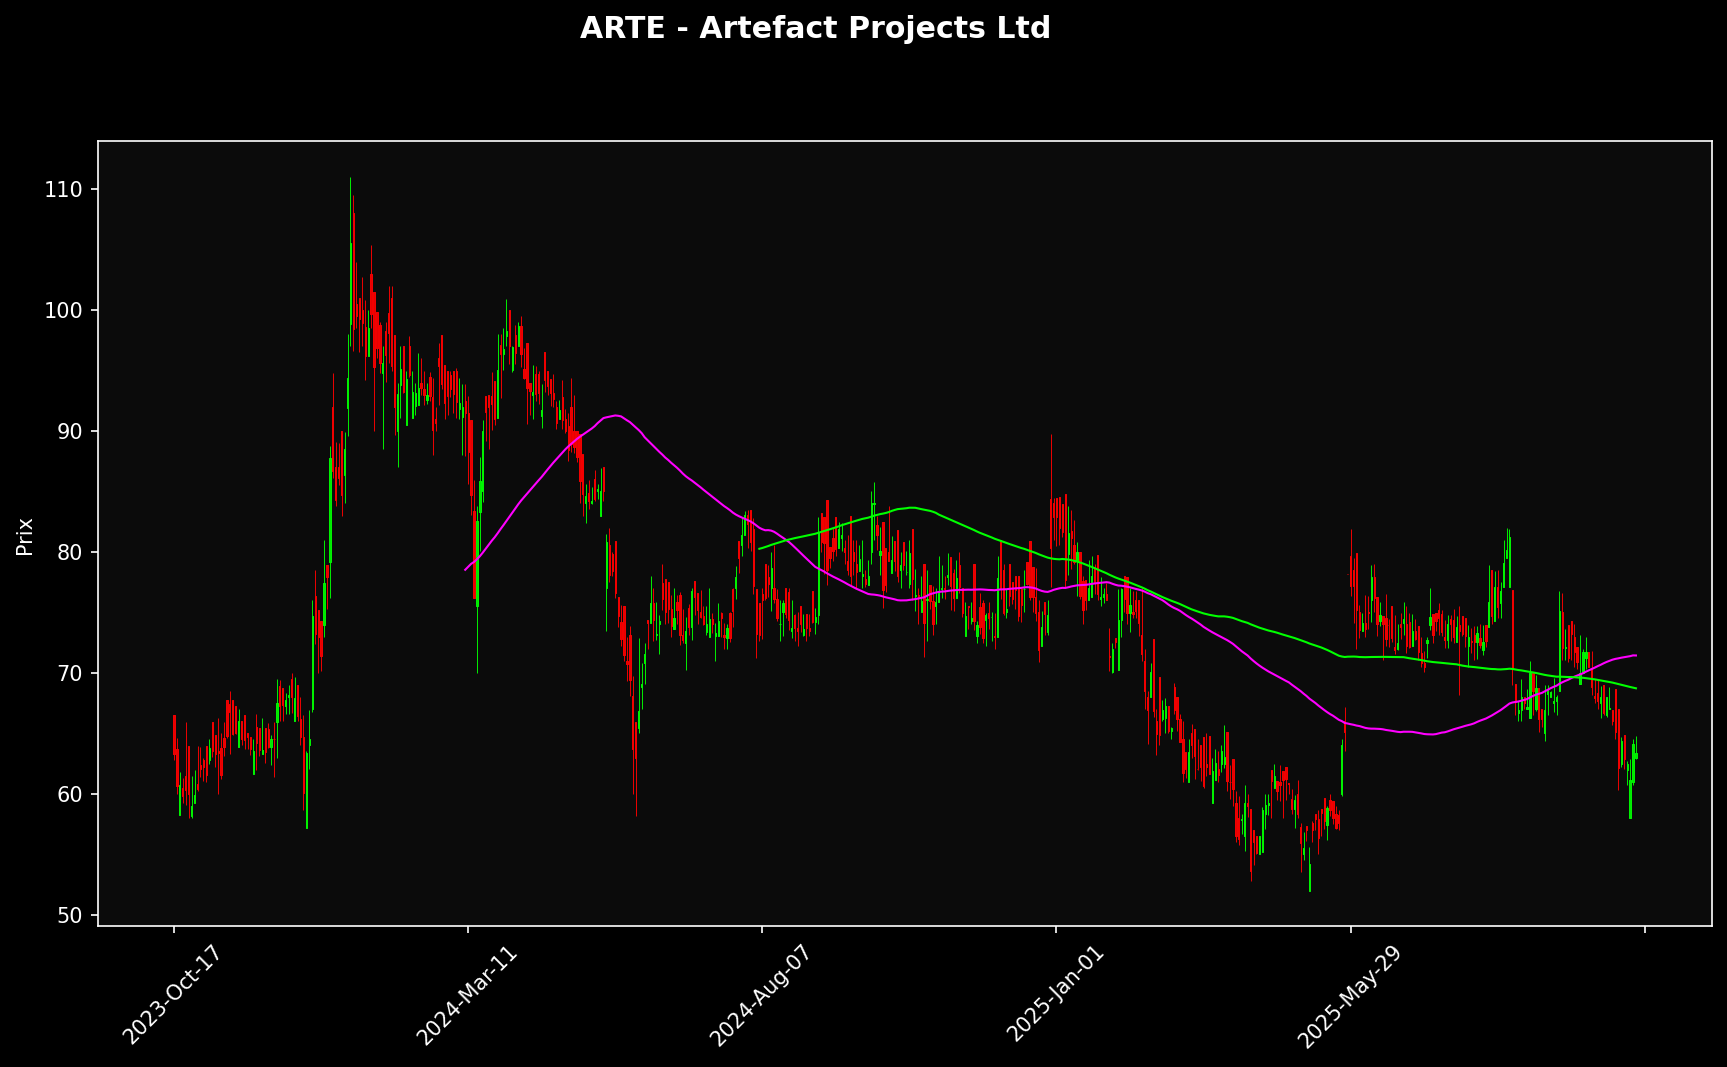 ARTE - Artefact Projects Ltd
Prix
110
100
90
80
70
60
50
2023-Oct-17
2024-Mar-11
2024-Aug-07
2025-Jan-01
2025-May-29